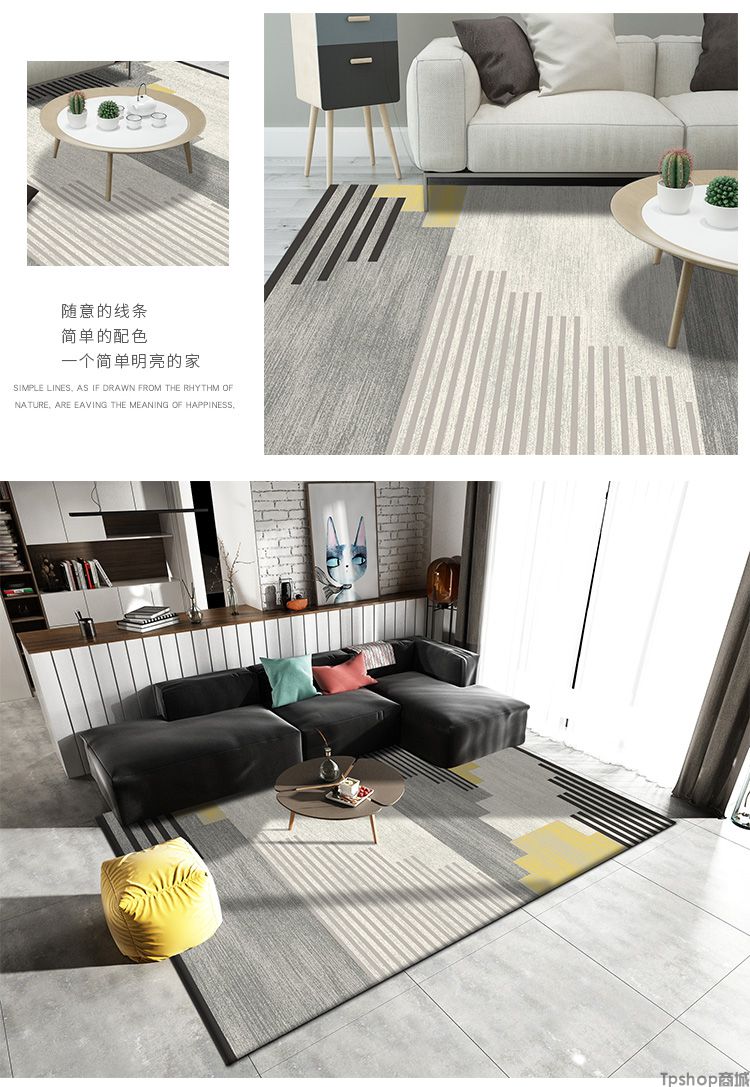 随意的线条
简单的配色
一个简单明亮的家
SIMPLE LINES, AS IF DRAWN FROM THE RHYTHM OF
NATURE, ARE EAVING THE MEANING OF HAPPINESS,
Tpshop商城